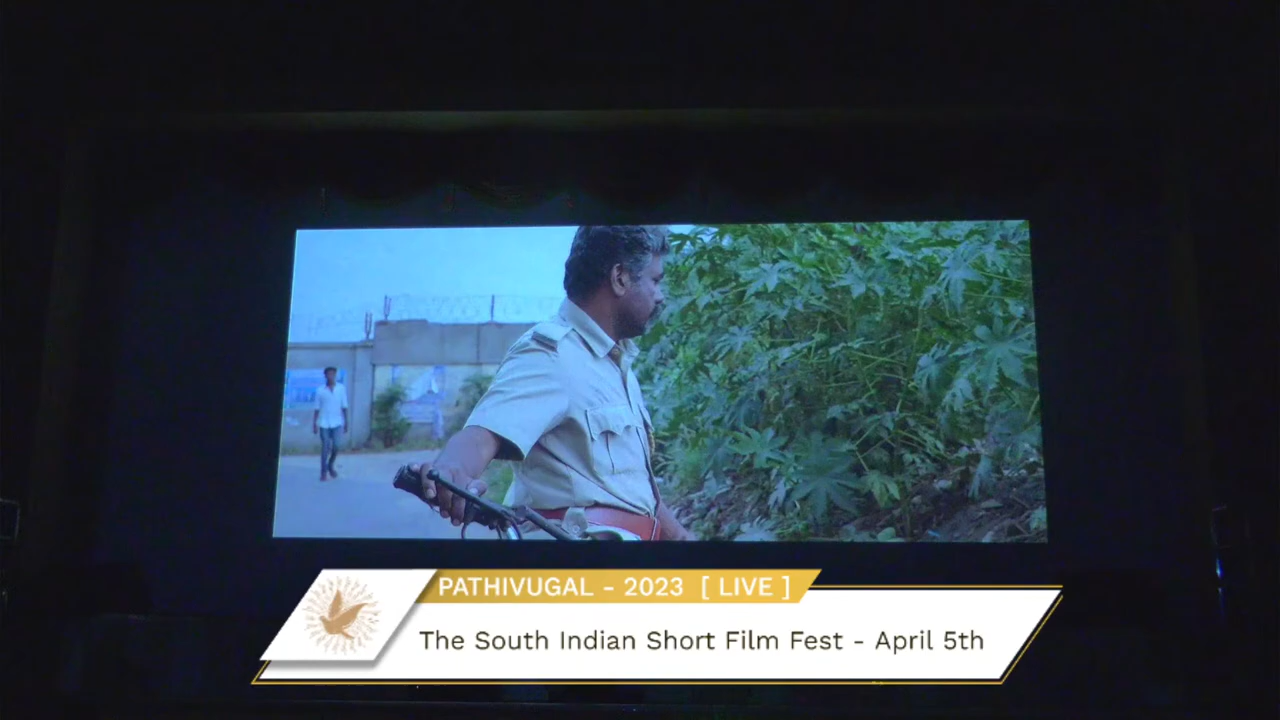 PATHIVUGAL - 2023 [ LIVE ]
The South Indian Short Film Fest - April 5th